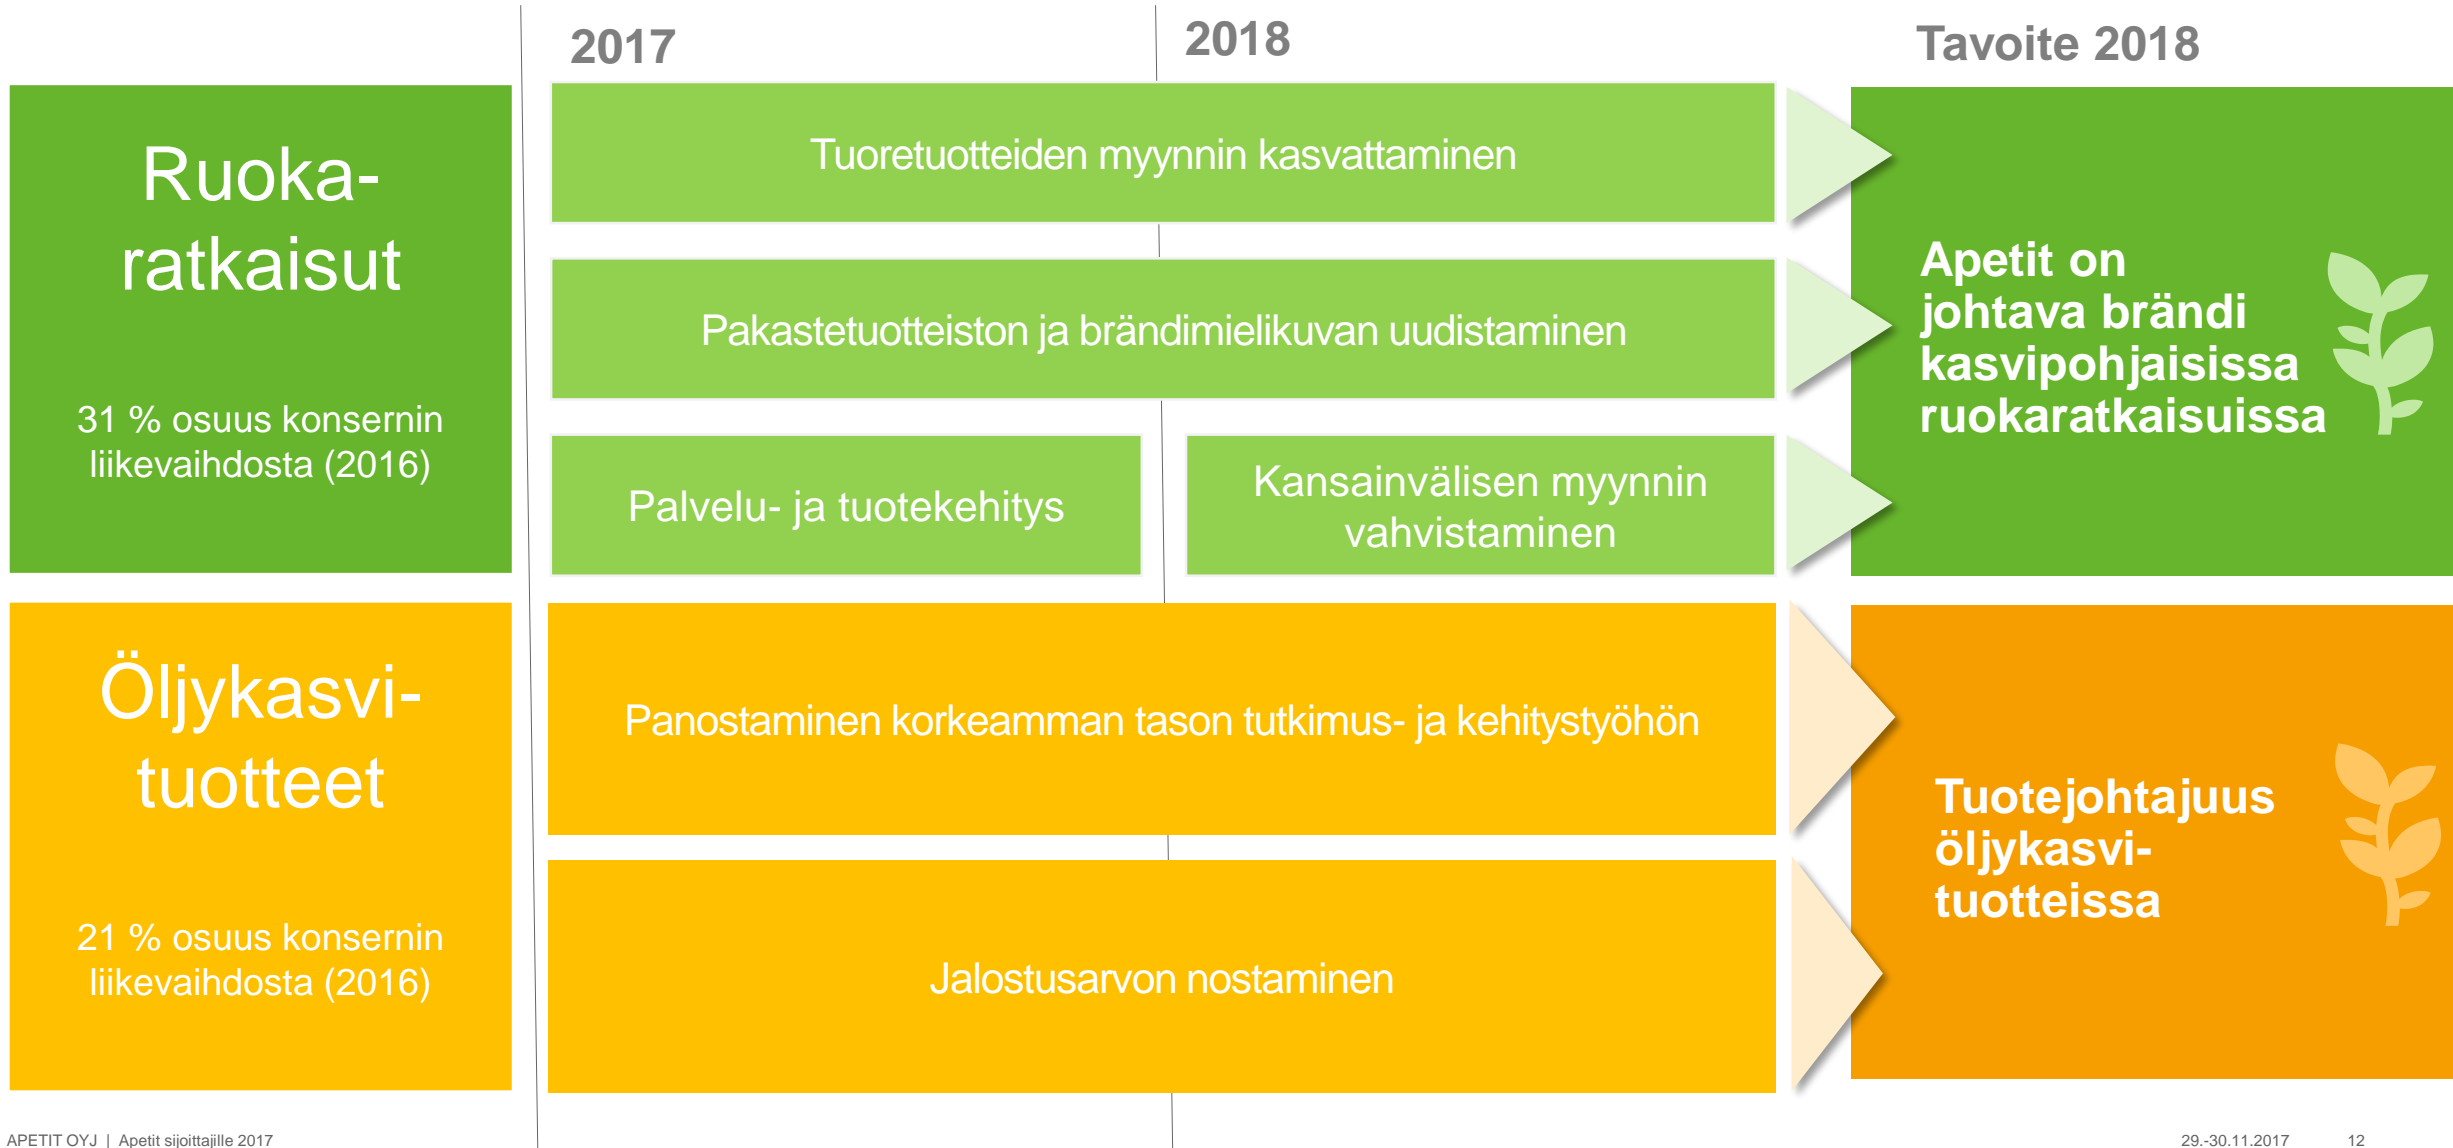 2017
2018
Tavoite 2018
Ruoka-
ratkaisut
31 % osuus konsernin
liikevaihdosta (2016)
Tuoretuotteiden myynnin kasvattaminen
Pakastetuotteiston ja brändimielikuvan uudistaminen
Palvelu- ja tuotekehitys
Kansainvälisen myynnin
vahvistaminen
Apetit on
johtava brändi
kasvipohjaisissa
ruokaratkaisuissa
Öljykasvi-
tuotteet
21 % osuus konsernin
liikevaihdosta (2016)
Panostaminen korkeamman tason tutkimus- ja kehitystyöhön
Jalostusarvon nostaminen
Tuotejohtajuus
öljykasvi-
tuotteissa
APETIT OYJ | Apetit sijoittajille 2017
29.-30.11.2017 12